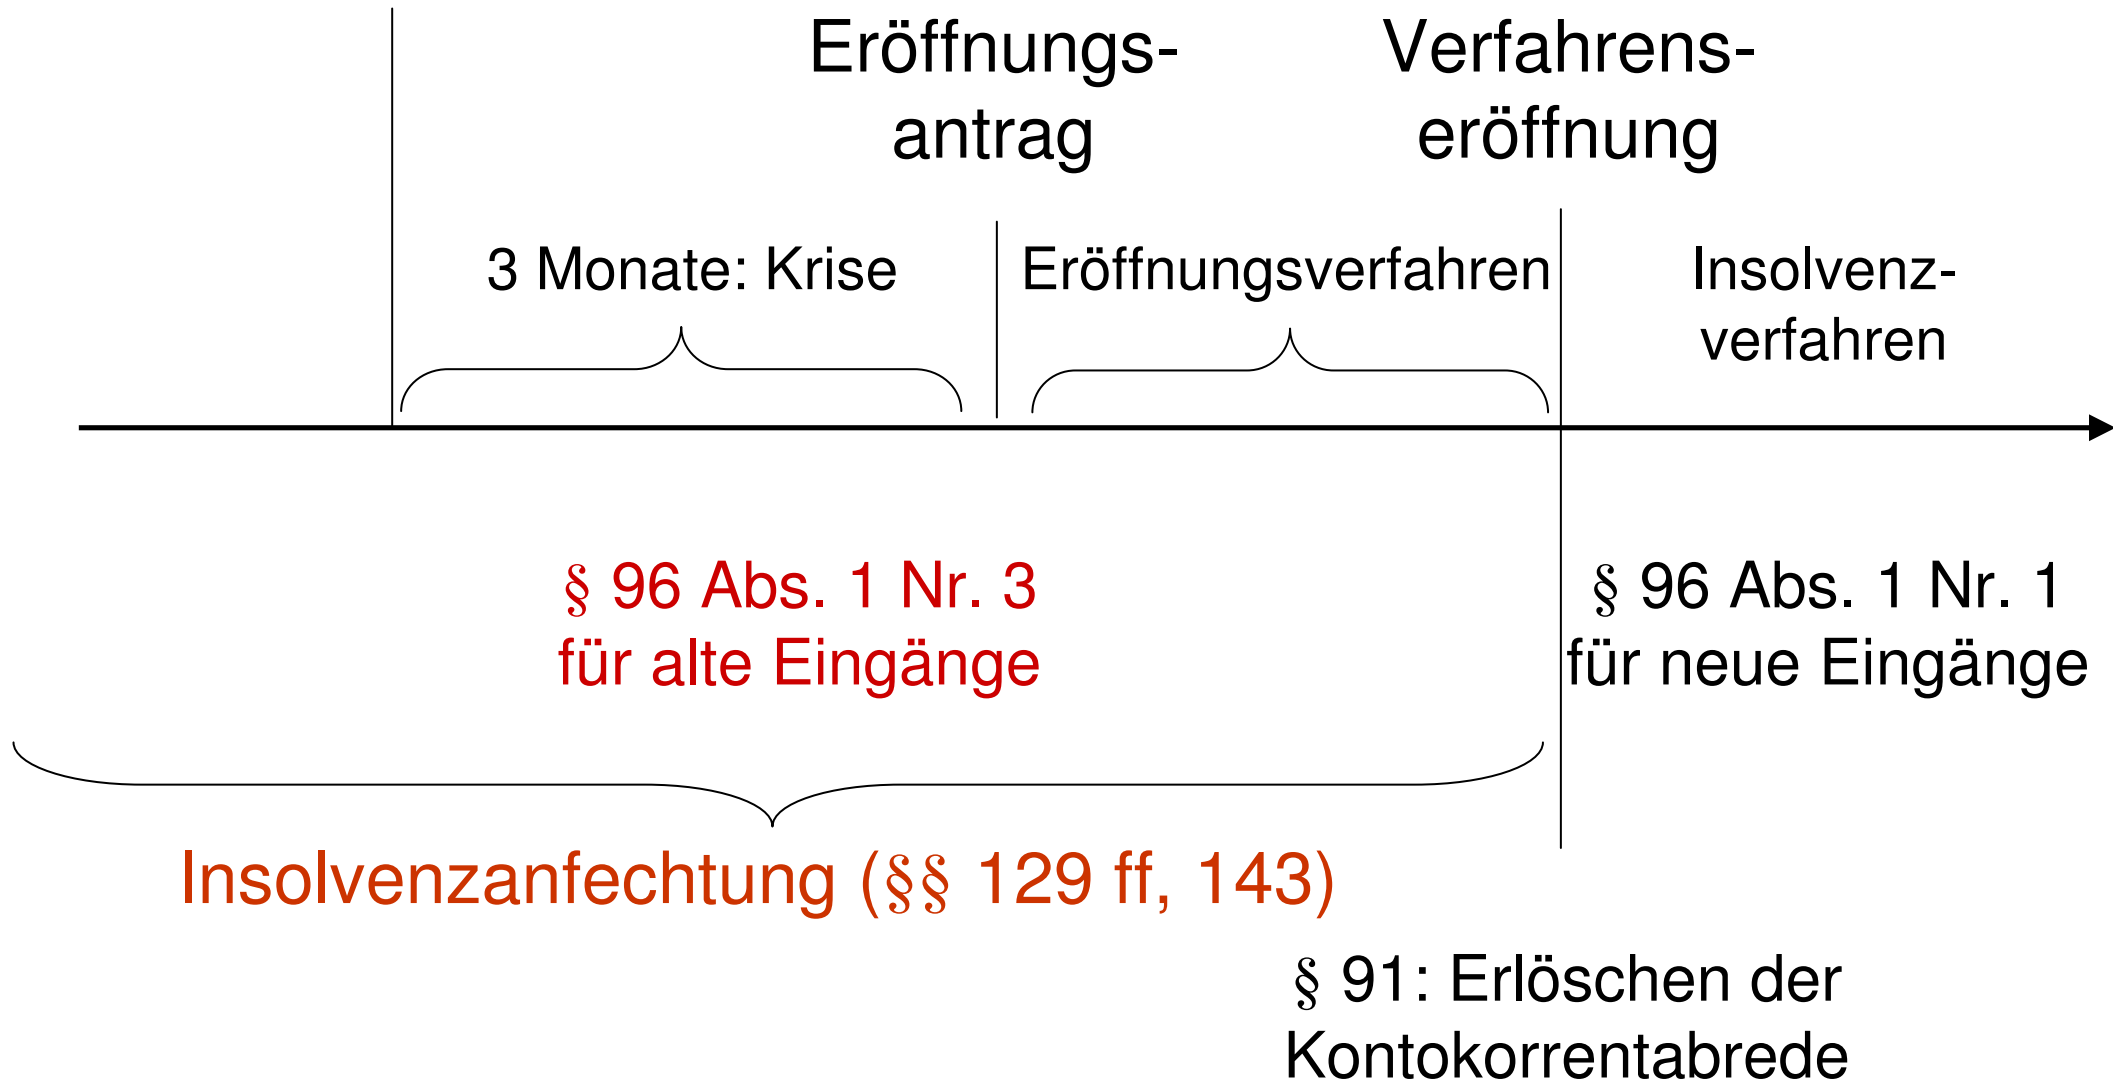 Eröffnungs-
antrag
Verfahrens-
eröffnung
3 Monate: Krise
Eröffnungsverfahren
Insolvenz-
verfahren
§ 96 Abs. 1 Nr. 3
für alte Eingänge
§ 96 Abs. 1 Nr. 1
für neue Eingänge
Insolvenzanfechtung (§§ 129 ff, 143)
§ 91: Erlöschen der
Kontokorrentabrede